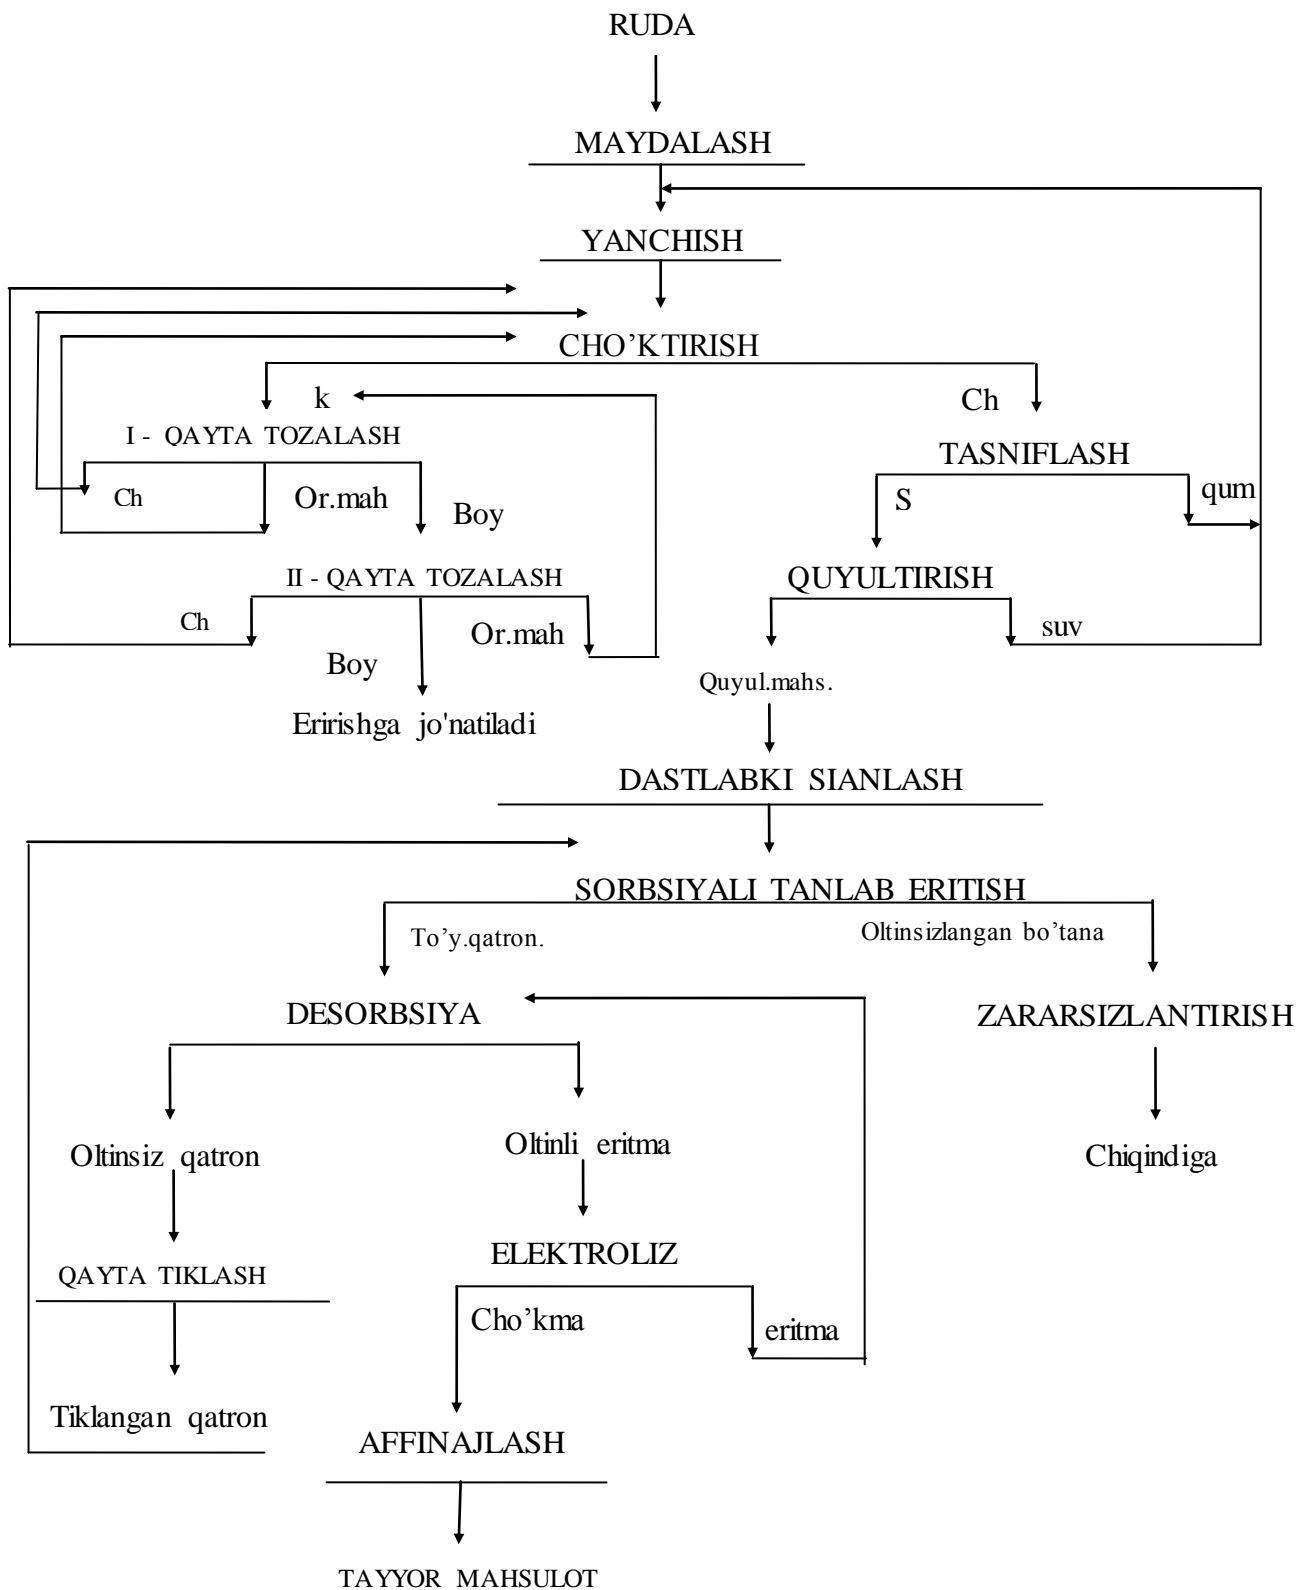 RUDA
MAYDALASH
YANCHISH
CHO’KTIRISH
k
Ch
I - QAYTA TOZALASH
TASNIFLASH
Ch
Or.mah
Boy
S
qum
II - QAYTA TOZALASH
QUYULTIRISH
Ch
Boy
Or.mah
suv
Quyul.mahs.
Eririshga jo'natiladi
DASTLABKI SIANLASH
SORBSIYALI TANLAB ERITISH
To’y.qatron.
Oltinsizlangan bo’tana
DESORBSIYA
ZARARSIZLANTIRISH
Oltinsiz qatron
Oltinli eritma
Chiqindiga
ELEKTROLIZ
QAYTA TIKLASH
Cho’kma
eritma
Tiklangan qatron
AFFINAJLASH
TAYYOR MAHSULOT